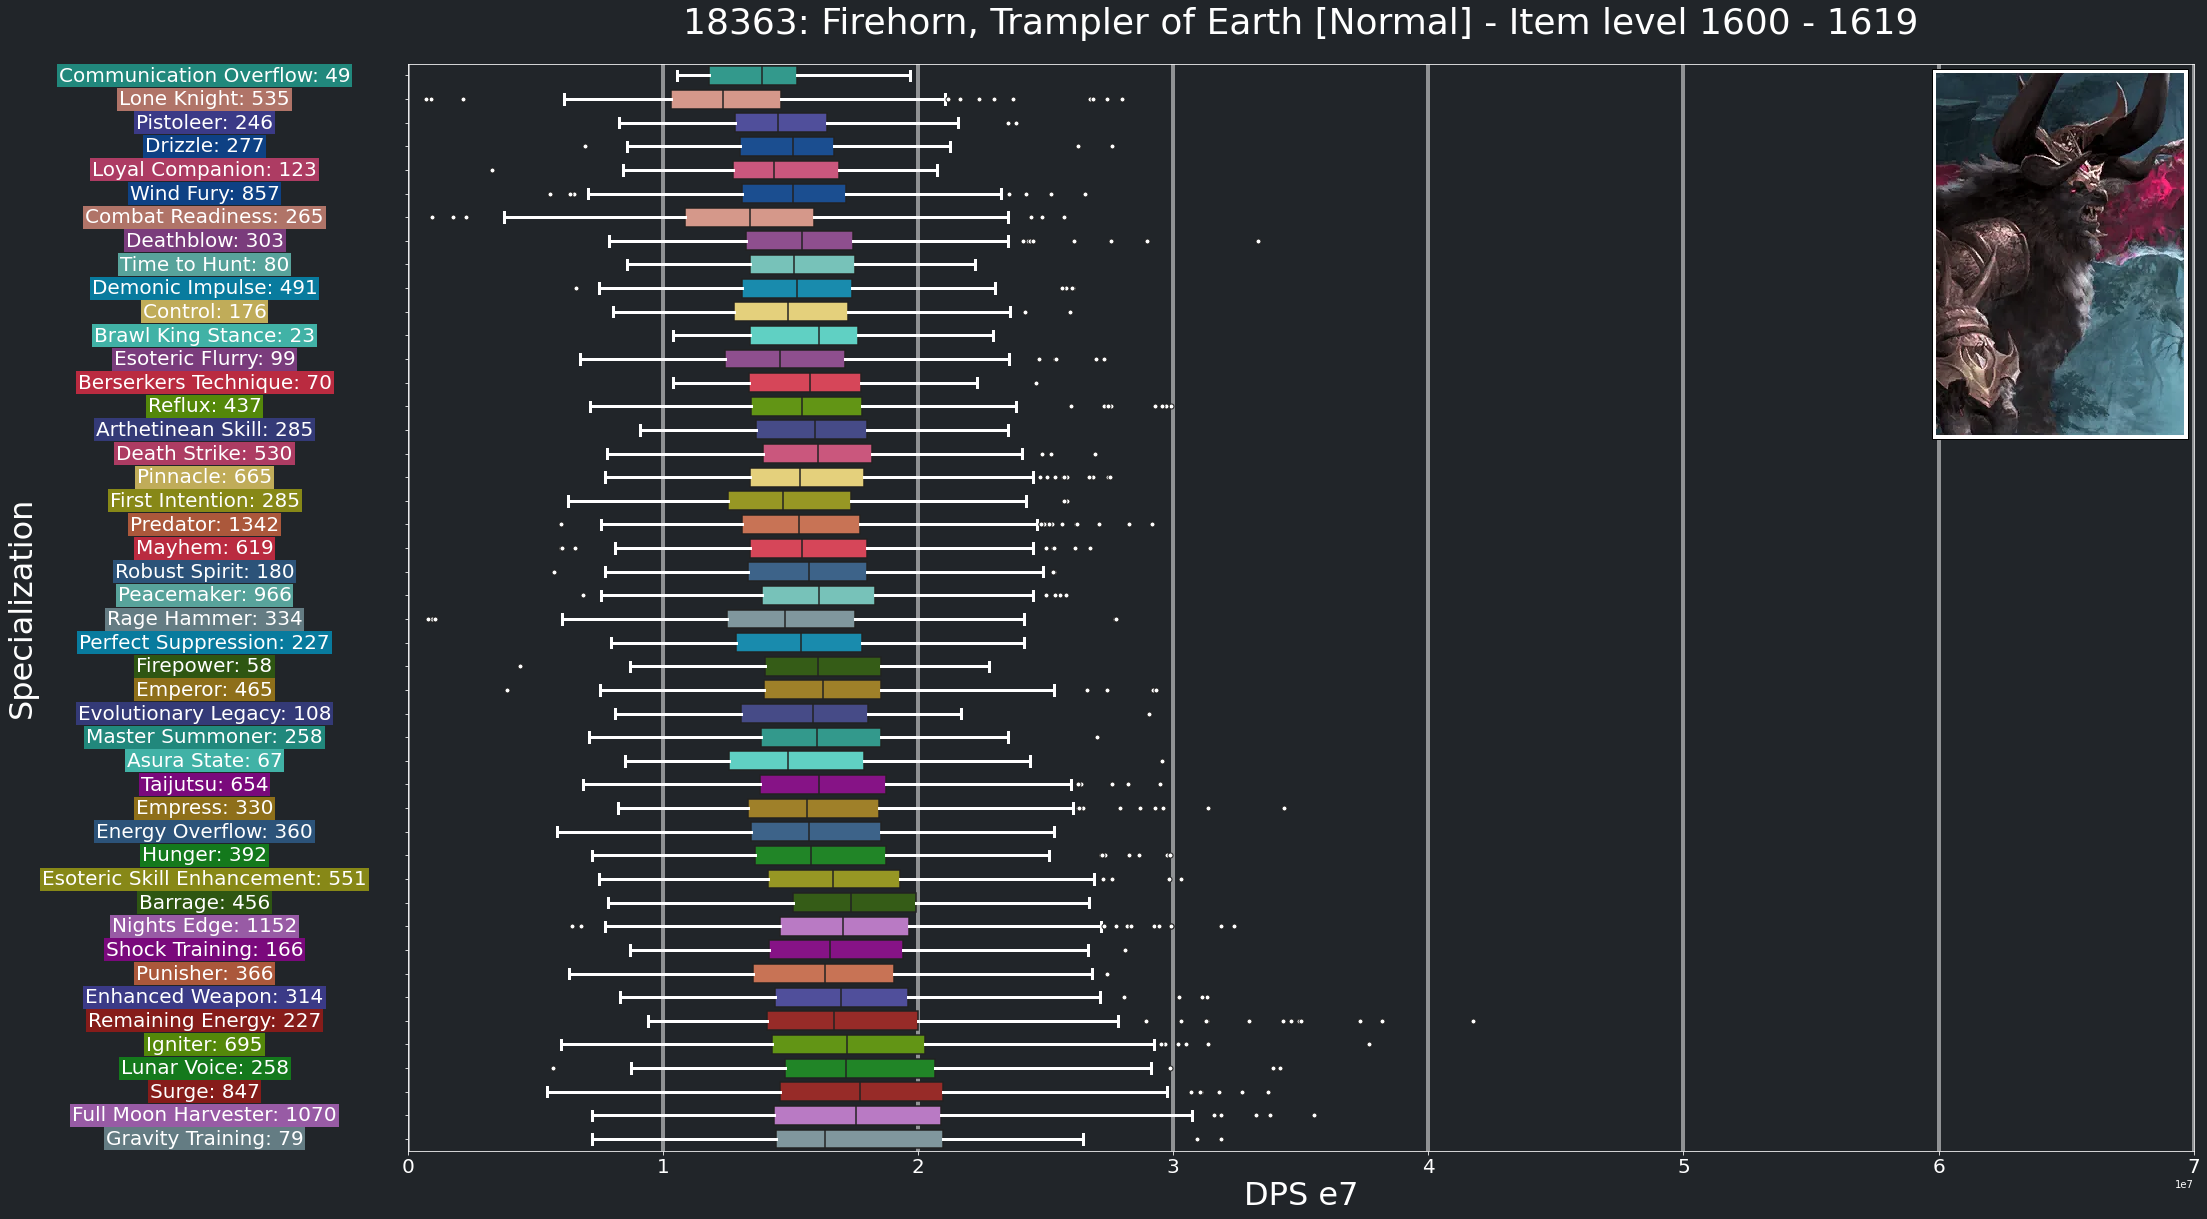 18363: Firehorn, Trampler of Earth [Normal] - Item level 1600 - 1619
Specialization
Communication Overflow: 49
Lone Knight: 535
Pistoleer: 246
Drizzle: 277
Loyal Companion: 123
Wind Fury: 857
Combat Readiness: 265
Deathblow: 303
Time to Hunt: 80
Demonic Impulse: 491
Control: 176
Brawl King Stance: 23
Esoteric Flurry: 99
Berserkers Technique: 70
Reflux: 437
Arthetinean Skill: 285
Death Strike: 530
Pinnacle: 665
First Intention: 285
Predator: 1342
Mayhem: 619
Robust Spirit: 180
Peacemaker: 966
Rage Hammer: 334
Perfect Suppression: 227
Firepower: 58
Emperor: 465
Evolutionary Legacy: 108
Master Summoner: 258
Asura State: 67
Taijutsu: 654
Empress: 330
Energy Overflow: 360
Hunger: 392
Esoteric Skill Enhancement: 551
Barrage: 456
Nights Edge: 1152
Shock Training: 166
Punisher: 366
Enhanced Weapon: 314
Remaining Energy: 227
Igniter: 695
Lunar Voice: 258
Surge: 847
Full Moon Harvester: 1070
Gravity Training: 79
0 1 2 3 4 5 6 7
1e7
DPS e7